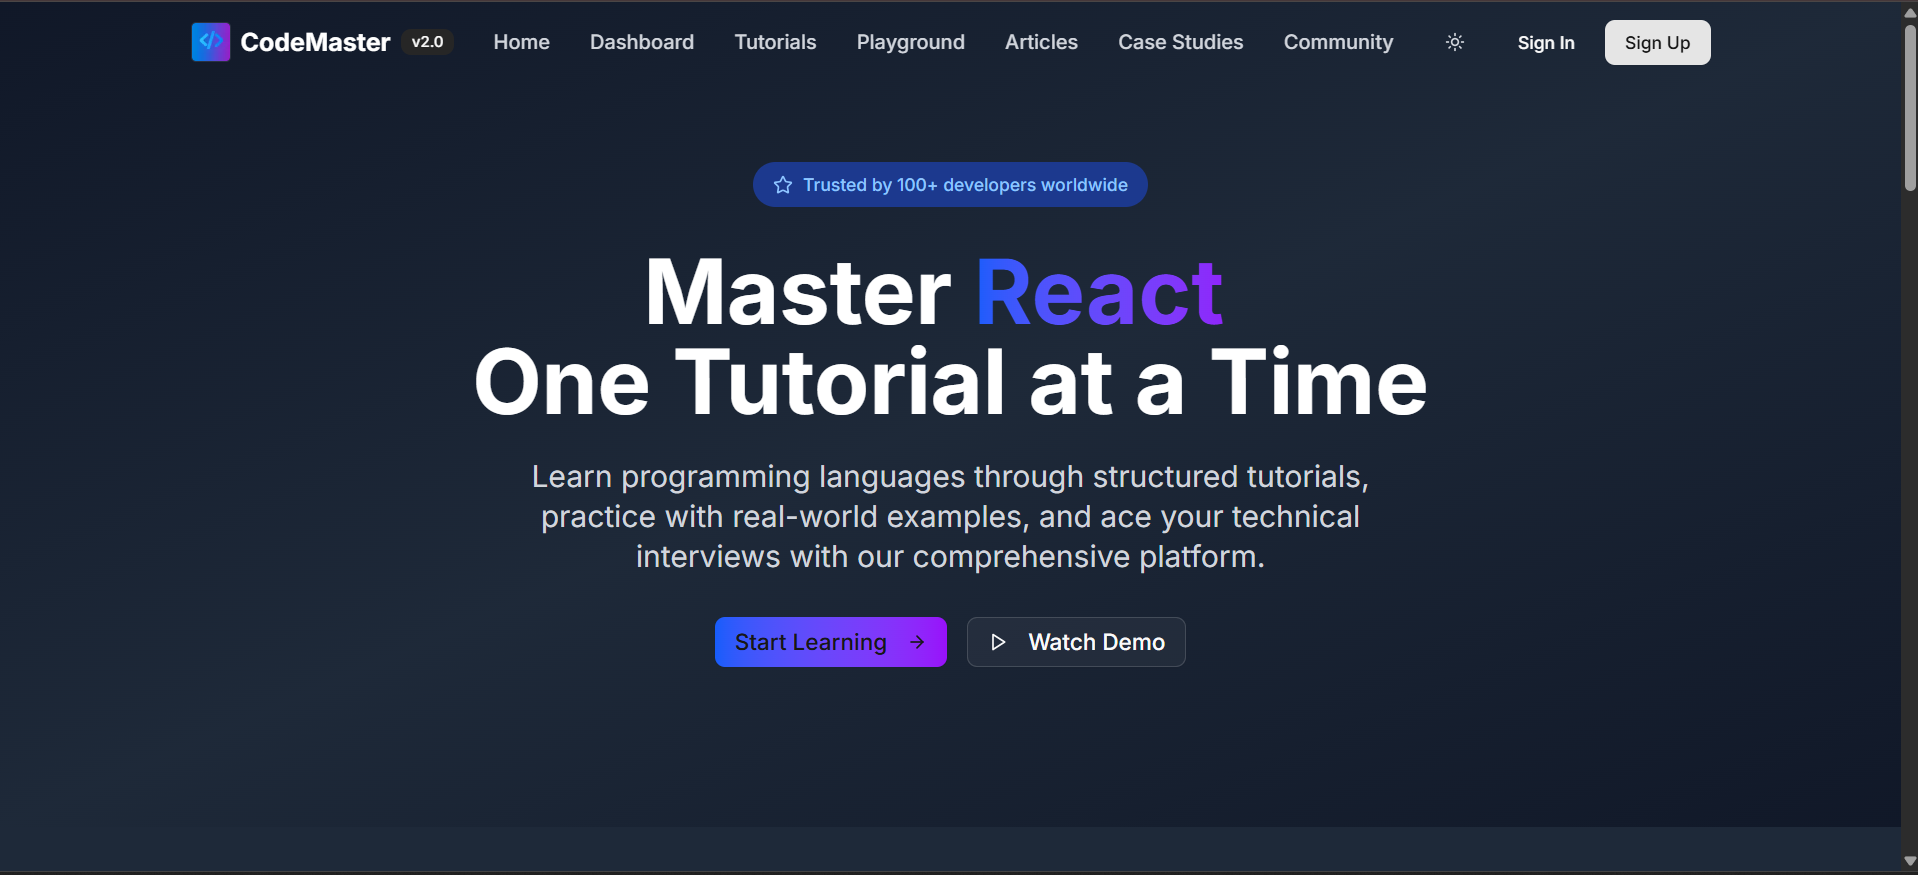 CodeMaster v2.0 Home Dashboard Tutorials Playground Articles Case Studies Community Sign In Sign Up
Trusted by 100+ developers worldwide
Master React
One Tutorial at a Time
Learn programming languages through structured tutorials,
practice with real-world examples, and ace your technical
interviews with our comprehensive platform.
Start Learning → Watch Demo